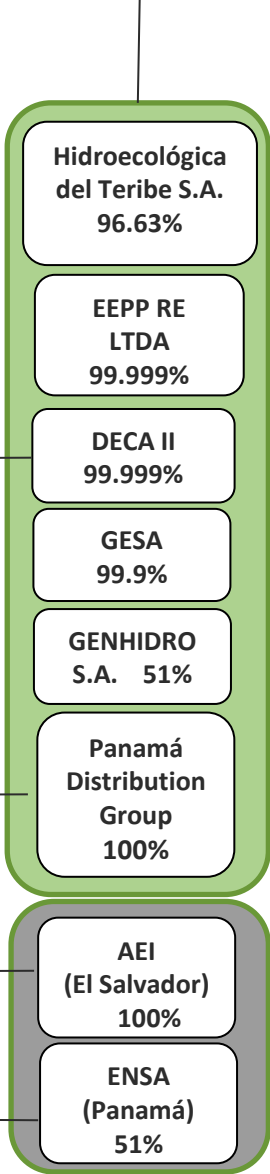 Hidroecológica
del Teribe S.A.
96.63%
EEPP RE
LTDA
99.999%
DECA II
99.999%
GESA
99.9%
GENHIDRO
S.A. 51%
Panamá
Distribution
Group
100%
AEI
(El Salvador)
100%
ENSA
(Panamá)
51%